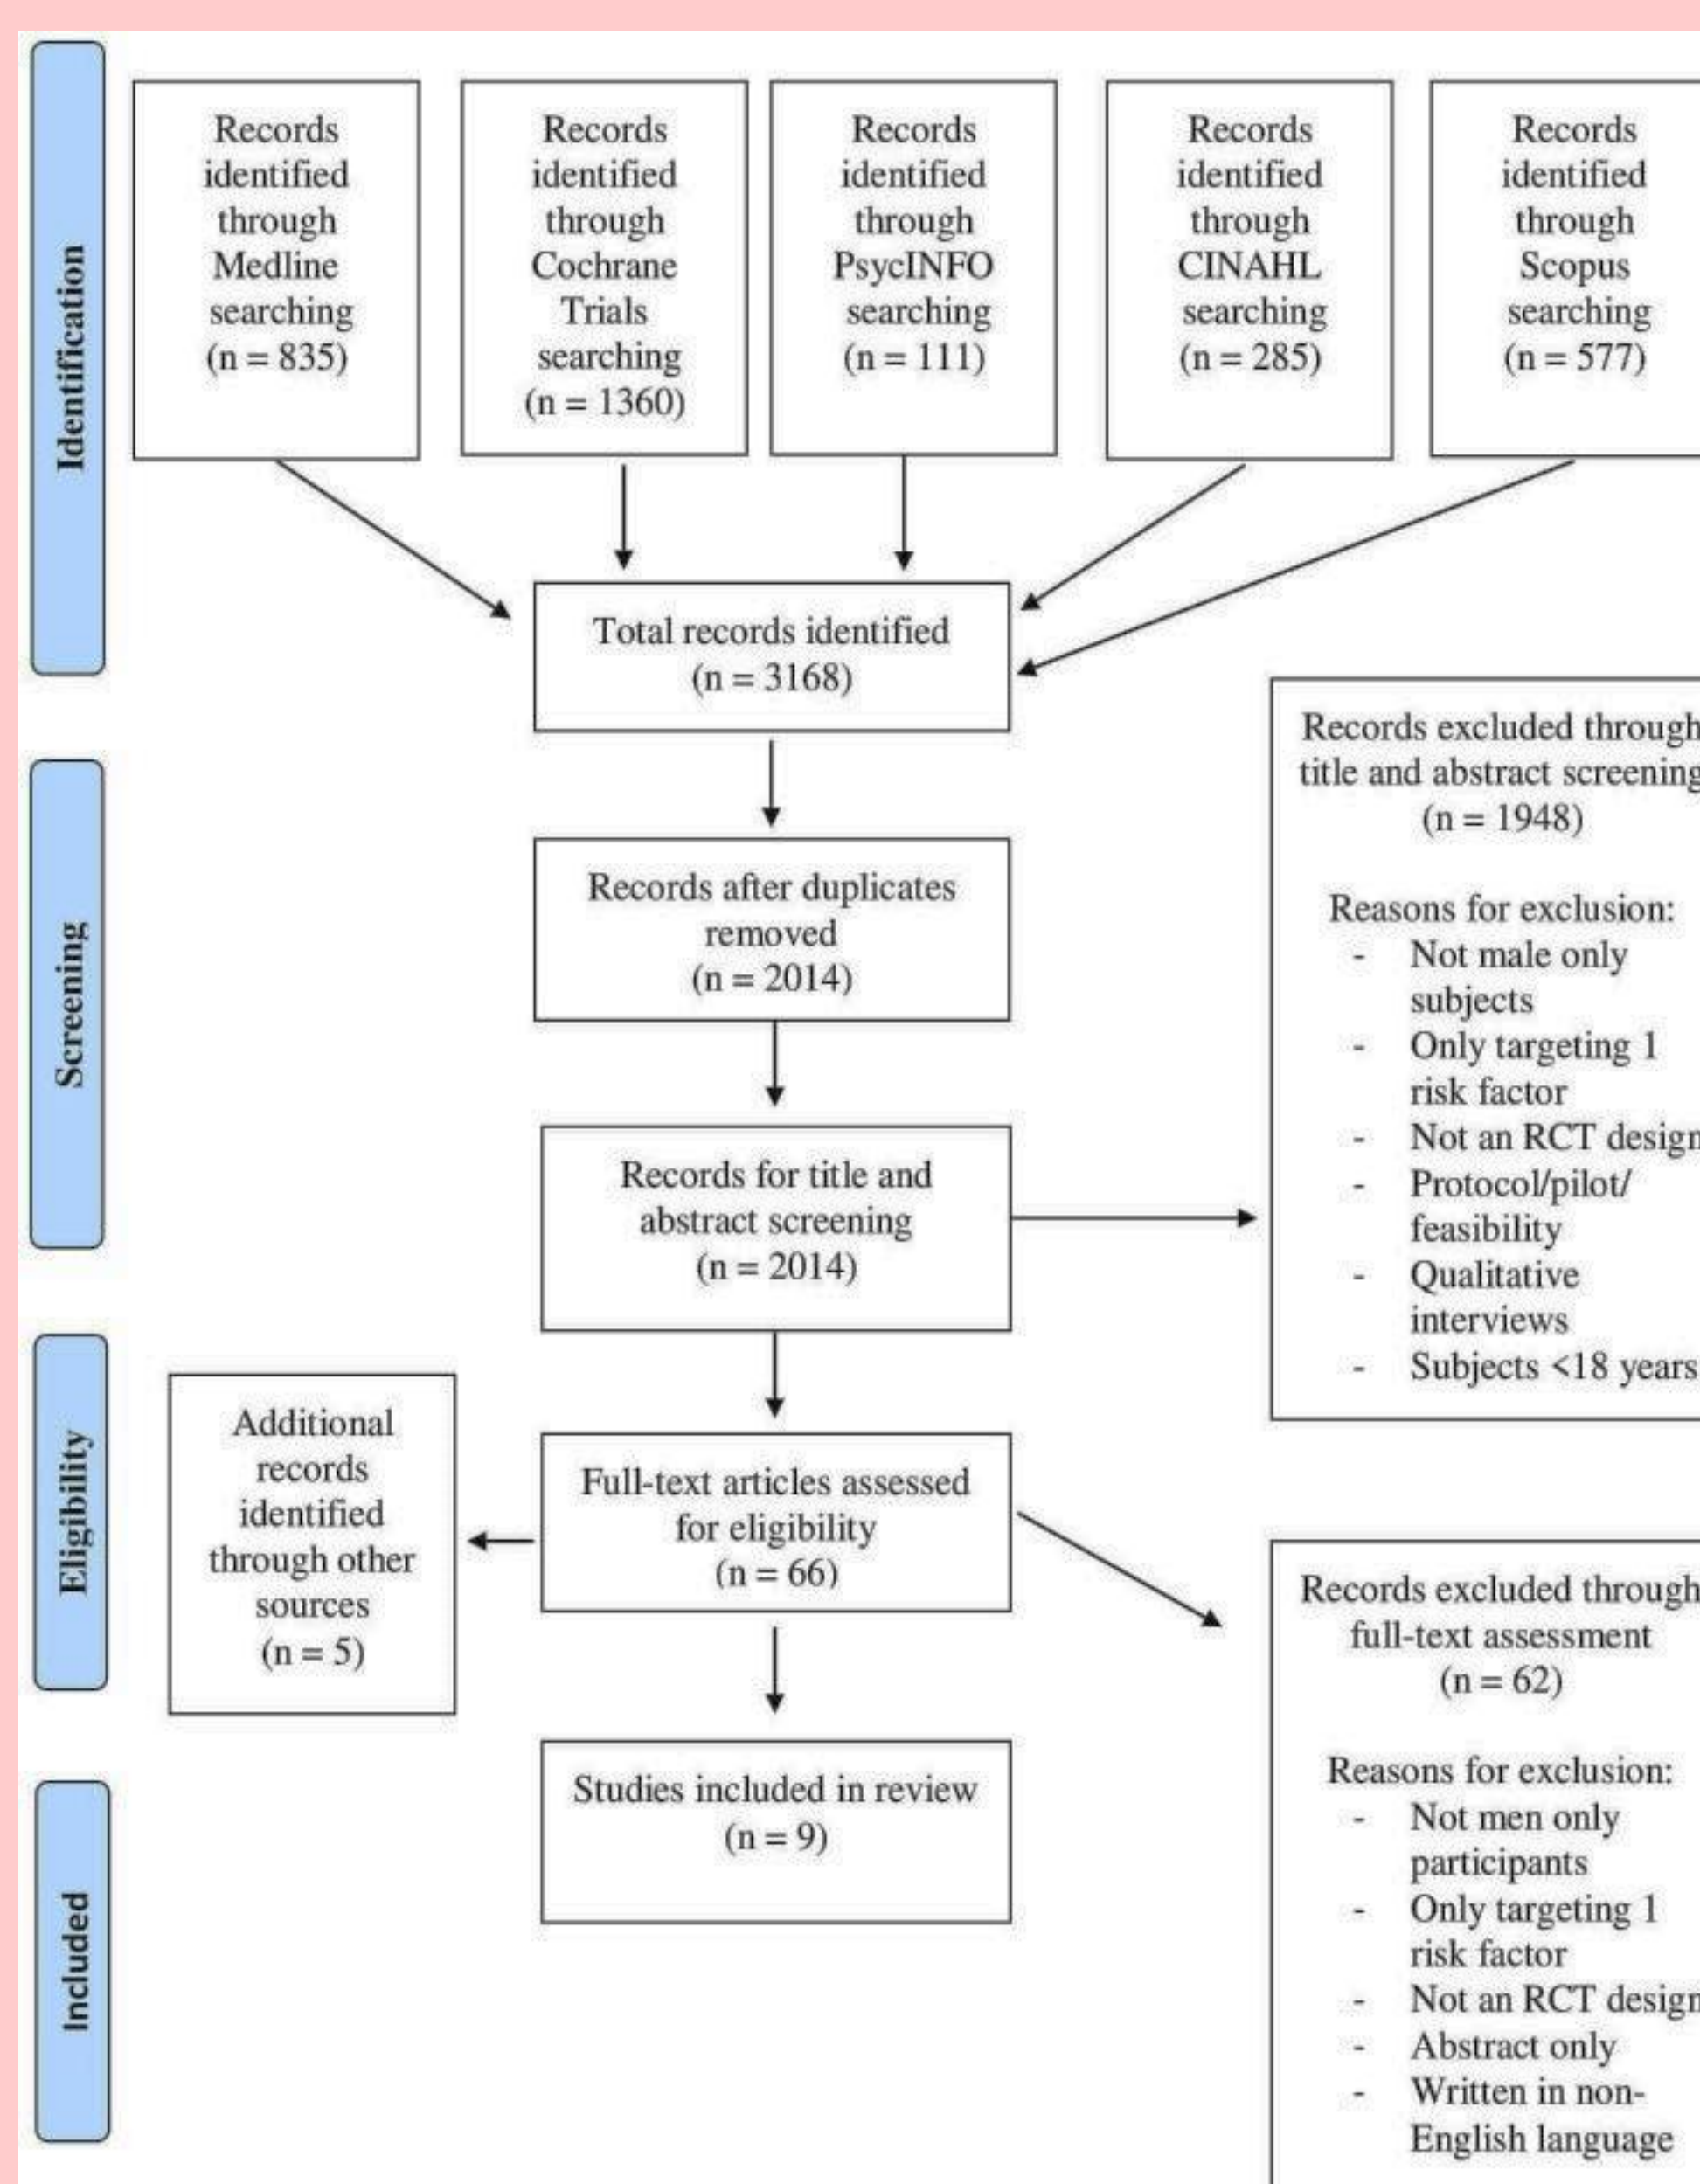 Identification
Records
identified
through
Medline
searching
(n = 835)
Records
identified
through
Cochrane
Trials
searching
(n = 1360)
Records
identified
through
PsycINFO
searching
(n = 111)
Records
identified
through
CINAHL
searching
(n = 285)
Records
identified
through
Scopus
searching
(n = 577)
Total records identified
(n = 3168)
Screening
Records after duplicates
removed
(n = 2014)
Records for title and
abstract screening
(n = 2014)
Records excluded through
title and abstract screening
(n = 1948)
Reasons for exclusion:
- Not male only
subjects
- Only targeting 1
risk factor
- Not an RCT design
- Protocol/pilot/
feasibility
- Qualitative
interviews
- Subjects <18 years
Eligibility
Additional
records
identified
through other
sources
(n = 5)
Full-text articles assessed
for eligibility
(n = 66)
Records excluded through
full-text assessment
(n = 62)
Reasons for exclusion:
- Not men only
participants
- Only targeting 1
risk factor
- Not an RCT design
- Abstract only
- Written in non-
English language
Included
Studies included in review
(n = 9)